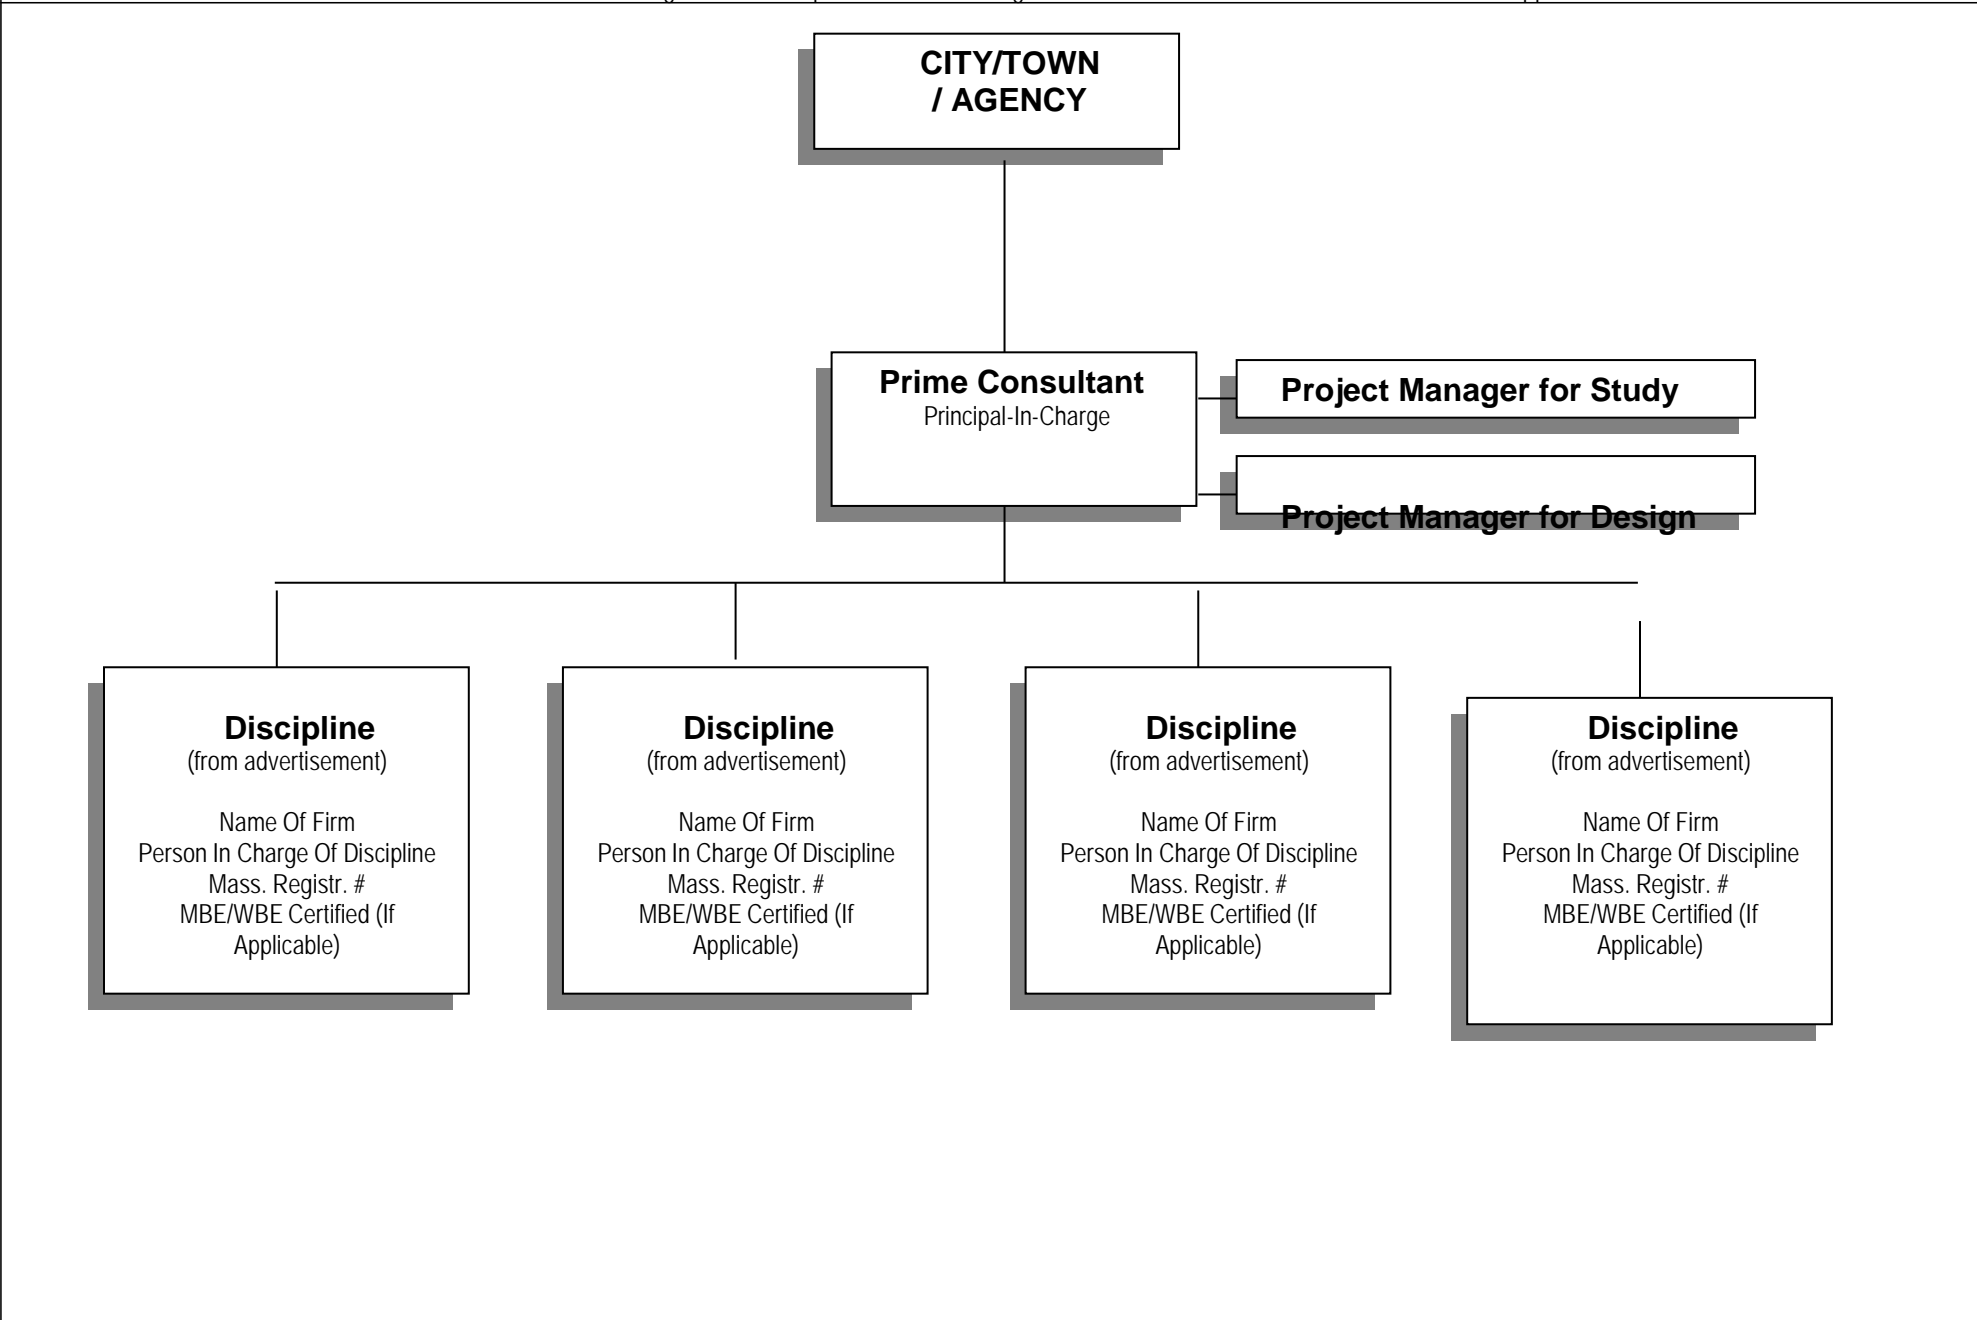 CITY/TOWN
/ AGENCY
Prime Consultant
Principal-In-Charge
Project Manager for Study
Project Manager for Design
Discipline
(from advertisement)
Name Of Firm
Person In Charge Of Discipline
Mass. Registr. #
MBE/WBE Certified (If
Applicable)
Discipline
(from advertisement)
Name Of Firm
Person In Charge Of Discipline
Mass. Registr. #
MBE/WBE Certified (If
Applicable)
Discipline
(from advertisement)
Name Of Firm
Person In Charge Of Discipline
Mass. Registr. #
MBE/WBE Certified (If
Applicable)
Discipline
(from advertisement)
Name Of Firm
Person In Charge Of Discipline
Mass. Registr. #
MBE/WBE Certified (If
Applicable)